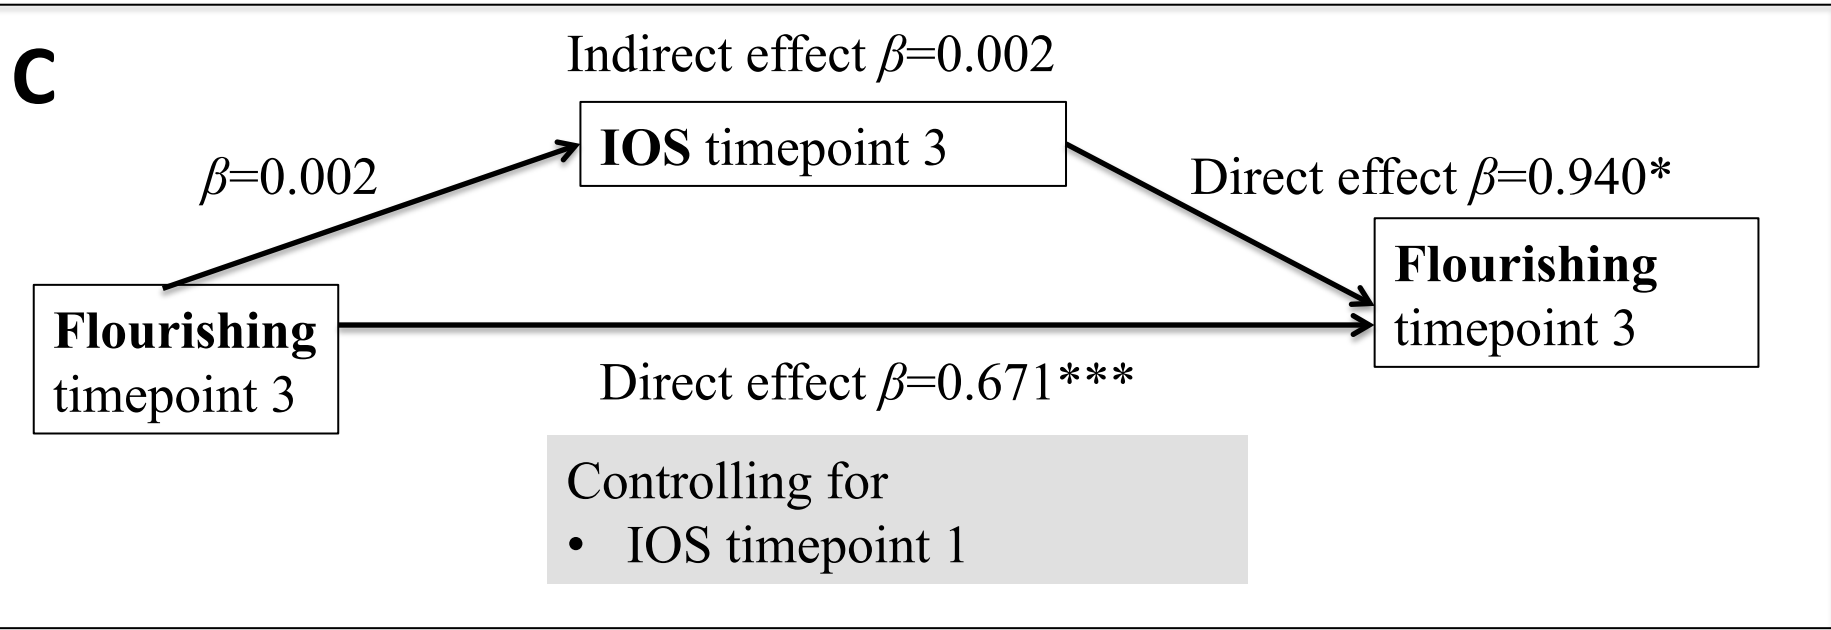 C
Indirect effect β=0.002
IOS timepoint 3
β=0.002
Direct effect β=0.940*
Flourishing
timepoint 3
Flourishing
timepoint 3
Direct effect β=0.671***
Controlling for
• IOS timepoint 1